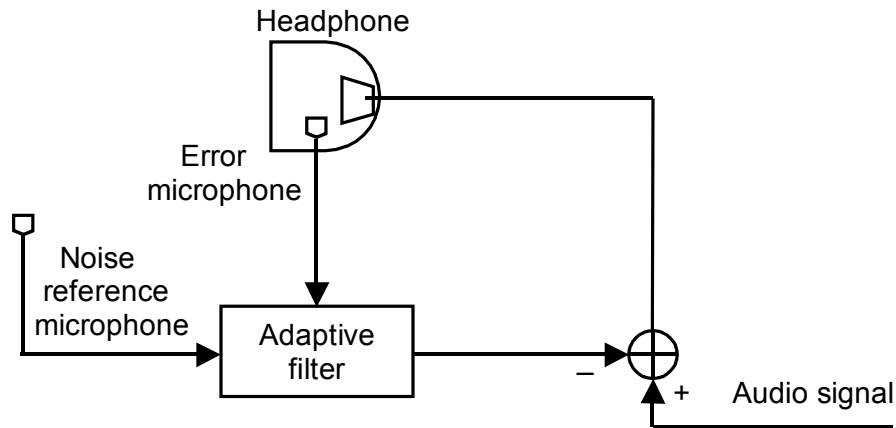 Headphone
Error
microphone
Noise
reference
microphone
Adaptive
filter
–
+
Audio signal